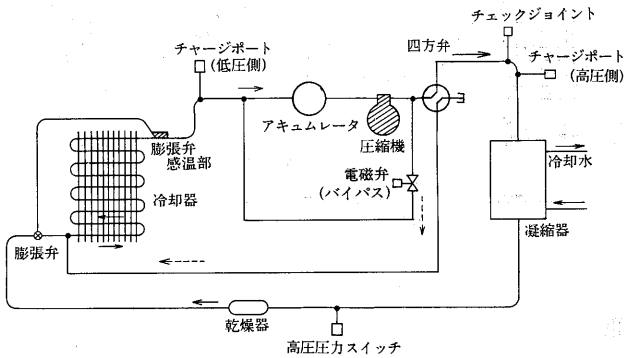 チェックジョイント
チャージポート
(低圧側)
四方弁
チャージポート
(高圧側)
アキュムレータ
圧縮機
膨張弁
感温部
電磁弁
(バイパス)
冷却水
冷却器
膨張弁
凝縮器
乾燥器
高圧圧力スイッチ